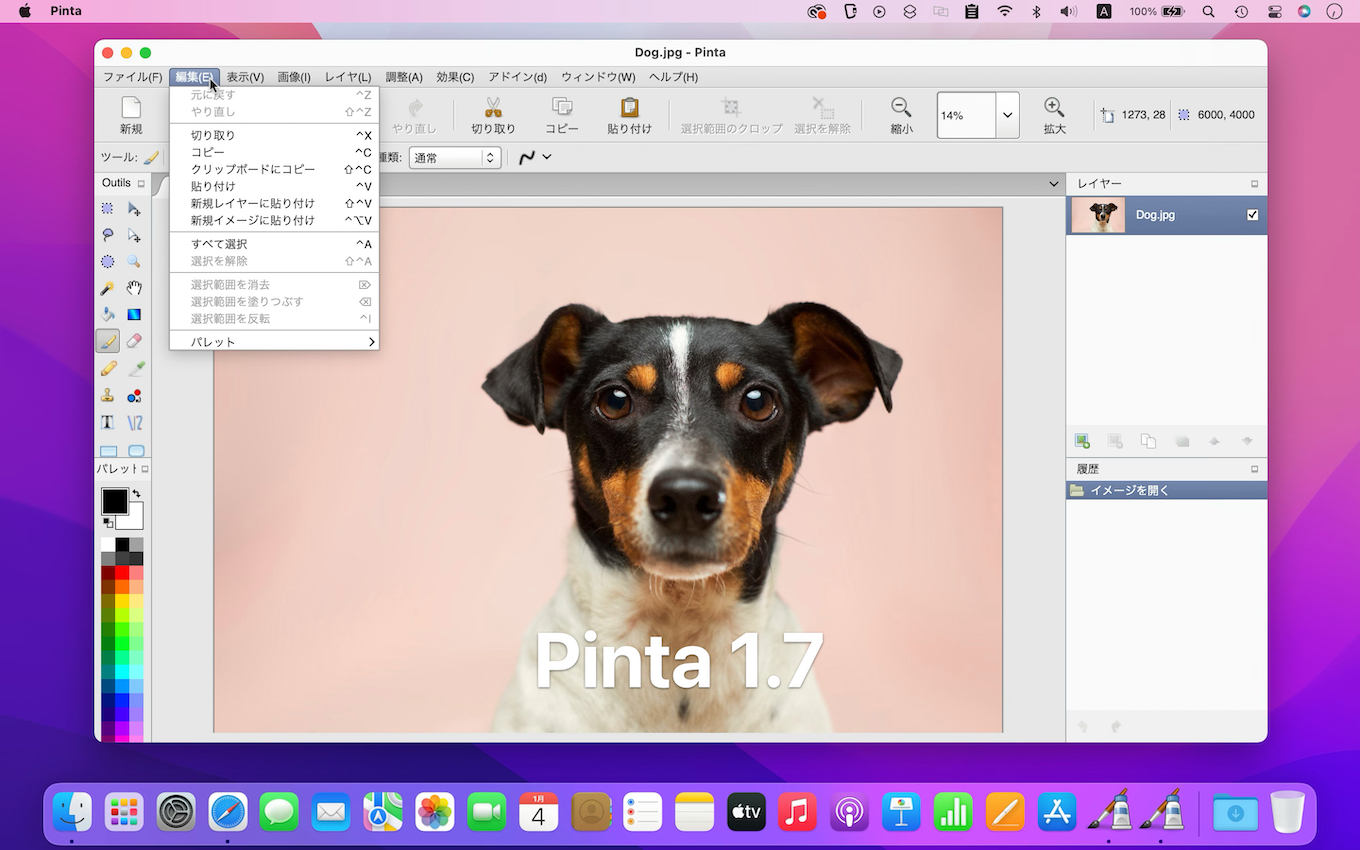 Pinta
A
100%
Dog.jpg - Pinta
ファイル(F) 編集(E) 表示(V) 画像(I) レイヤ(L) 調整(A) 効果(C) アドイン(d) ウィンドウ(W) ヘルプ(H)
新規
やり直し
切り取り
コピー
貼り付け
選択範囲のクロップ
選択を解除
縮小
14%
拡大
1273, 28
6000, 4000
ツール:
種類:
通常
元に戻す ^Z
やり直し ⇧^Z
切り取り ^X
コピー ^C
クリップボードにコピー ⇧^C
貼り付け ^V
新規レイヤーに貼り付け ⇧^V
新規イメージに貼り付け ^⌥V
すべて選択 ^A
選択を解除 ⇧^A
選択範囲を消去 ⌦
選択範囲を塗りつぶす ⌫
選択範囲を反転 ^I
パレット
Outils
パレット
レイヤー
Dog.jpg
履歴
イメージを開く
Pinta 1.7
1月
4
tv